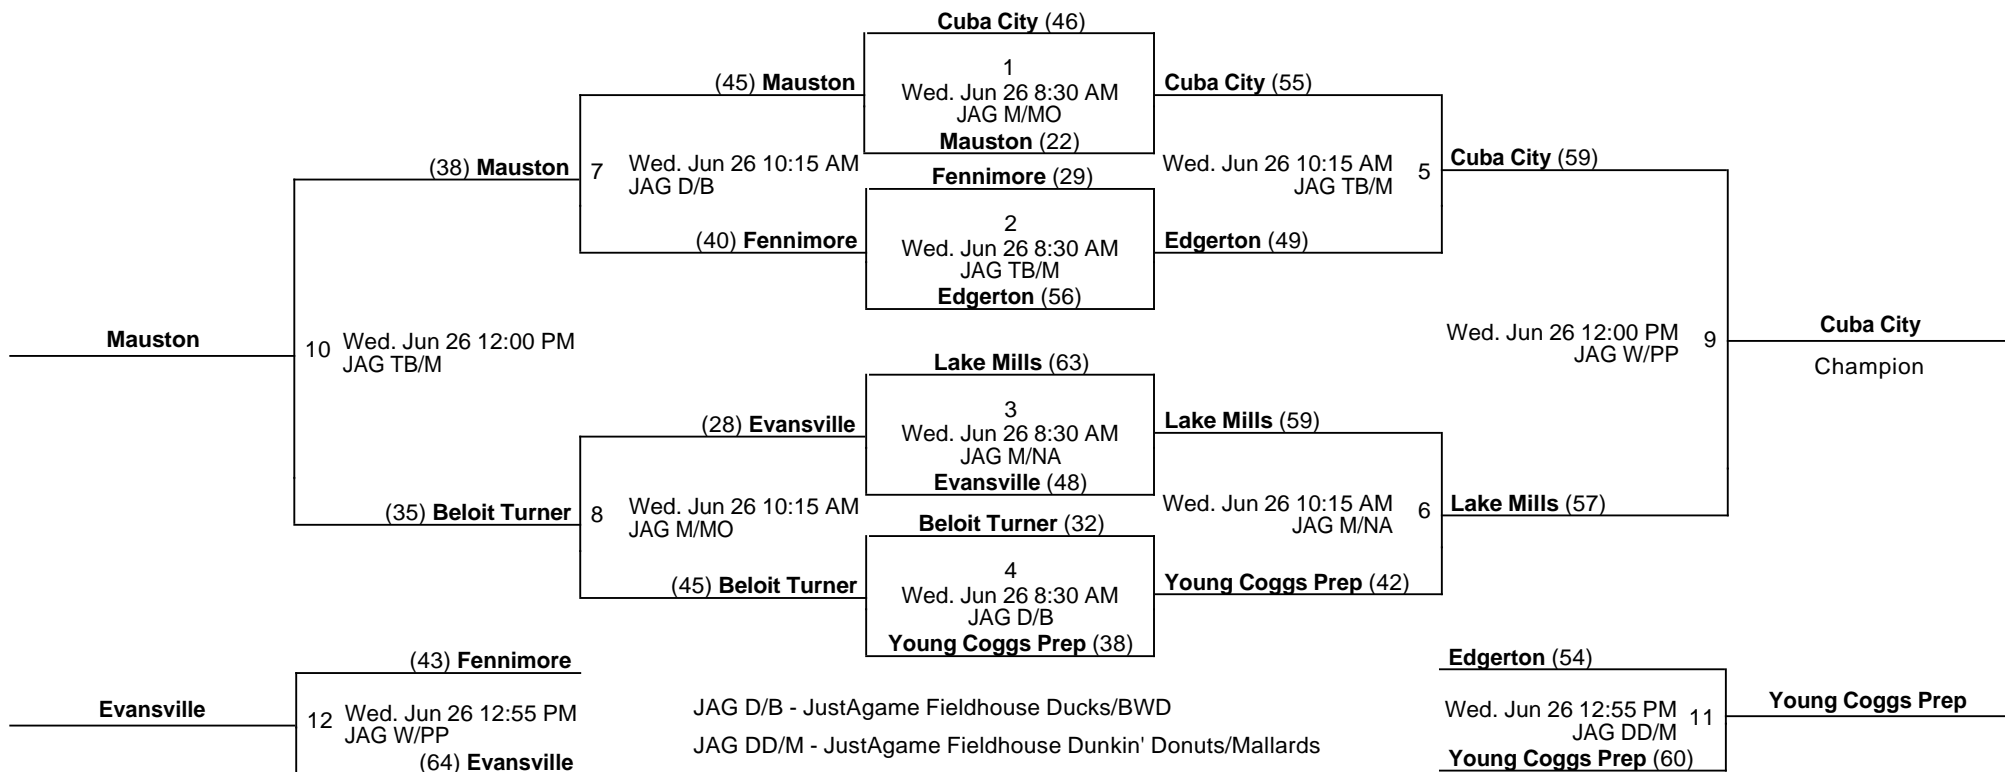 Cuba City (46)
1
Wed. Jun 26 8:30 AM
JAG M/MO
Mauston (22)
(45) Mauston
Cuba City (55)
(38) Mauston
7
Wed. Jun 26 10:15 AM
JAG D/B
Fennimore (29)
2
Wed. Jun 26 8:30 AM
JAG TB/M
Edgerton (56)
Wed. Jun 26 10:15 AM
JAG TB/M
5
Cuba City (59)
(40) Fennimore
Edgerton (49)
Mauston
10
Wed. Jun 26 12:00 PM
JAG TB/M
Wed. Jun 26 12:00 PM
JAG W/PP
9
Cuba City
Champion
Lake Mills (63)
3
Wed. Jun 26 8:30 AM
JAG M/NA
Evansville (48)
(28) Evansville
Lake Mills (59)
(35) Beloit Turner
8
Wed. Jun 26 10:15 AM
JAG M/MO
Beloit Turner (32)
4
Wed. Jun 26 8:30 AM
JAG D/B
Young Coggs Prep (38)
Wed. Jun 26 10:15 AM
JAG M/NA
6
Lake Mills (57)
(45) Beloit Turner
Young Coggs Prep (42)
(43) Fennimore
Evansville
12
Wed. Jun 26 12:55 PM
JAG W/PP
(64) Evansville
JAG D/B - JustAgame Fieldhouse Ducks/BWD
JAG DD/M - JustAgame Fieldhouse Dunkin' Donuts/Mallards
Edgerton (54)
Wed. Jun 26 12:55 PM
JAG DD/M
11
Young Coggs Prep (60)
Young Coggs Prep